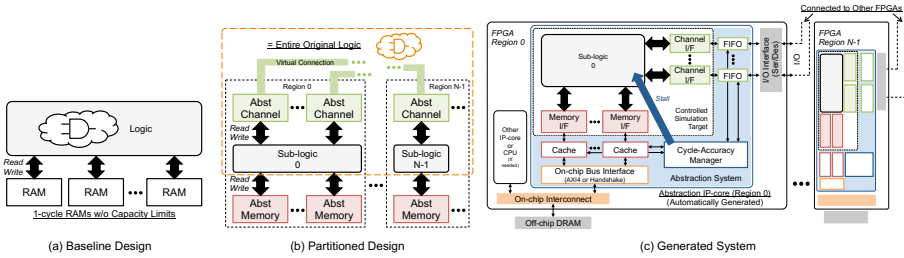 Logic
Read
Write
RAM
RAM
RAM
1-cycle RAMs w/o Capacity Limits
(a) Baseline Design
= Entire Original Logic
Virtual Connection
Region 0
Region N-1
Abst
Channel
Abst
Channel
Abst
Channel
Read
Write
Sub-logic
0
Sub-logic
N-1
Read
Write
Abst
Memory
Abst
Memory
Abst
Memory
(b) Partitioned Design
FPGA
Region 0
Sub-logic
0
Channel
I/F
FIFO
Channel
I/F
FIFO
Stall
Controlled
Simulation
Target
Memory
I/F
Memory
I/F
Other
IP-core
or
CPU
(if
needed)
Cache
Cache
Cycle-Accuracy
Manager
On-chip Bus Interface
(AXI4 or Handshake)
Abstraction System
Abstraction IP-core (Region 0)
(Automatically Generated)
On-chip Interconnect
Off-chip DRAM
I/O Interface
(Ser/Des)
I/O
Connected to Other FPGAs
FPGA
Region N-1
(c) Generated System